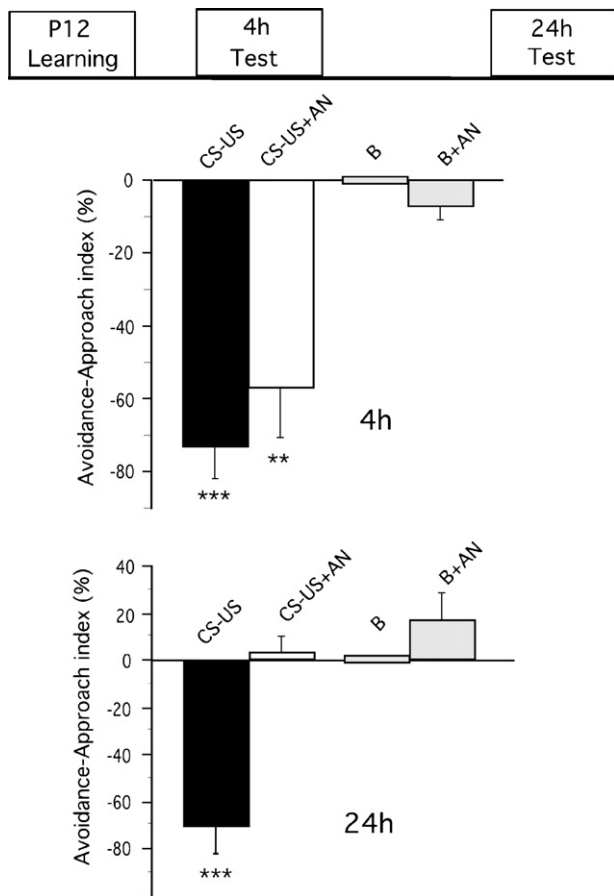 P12
Learning
4h
Test
24h
Test
CS-US
CS-US+AN
B
B+AN
Avoidance-Approach index (%)
0
-20
-40
-60
-80
***
**
4h
CS-US
CS-US+AN
B
B+AN
Avoidance-Approach index (%)
40
20
0
-20
-40
-60
-80
***
24h